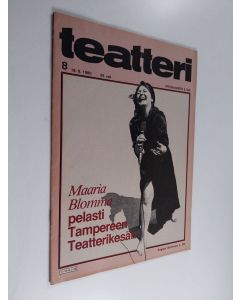 teatteri
8
Maaria
Blomma
pelasti
Tampereen
Teatterikesän